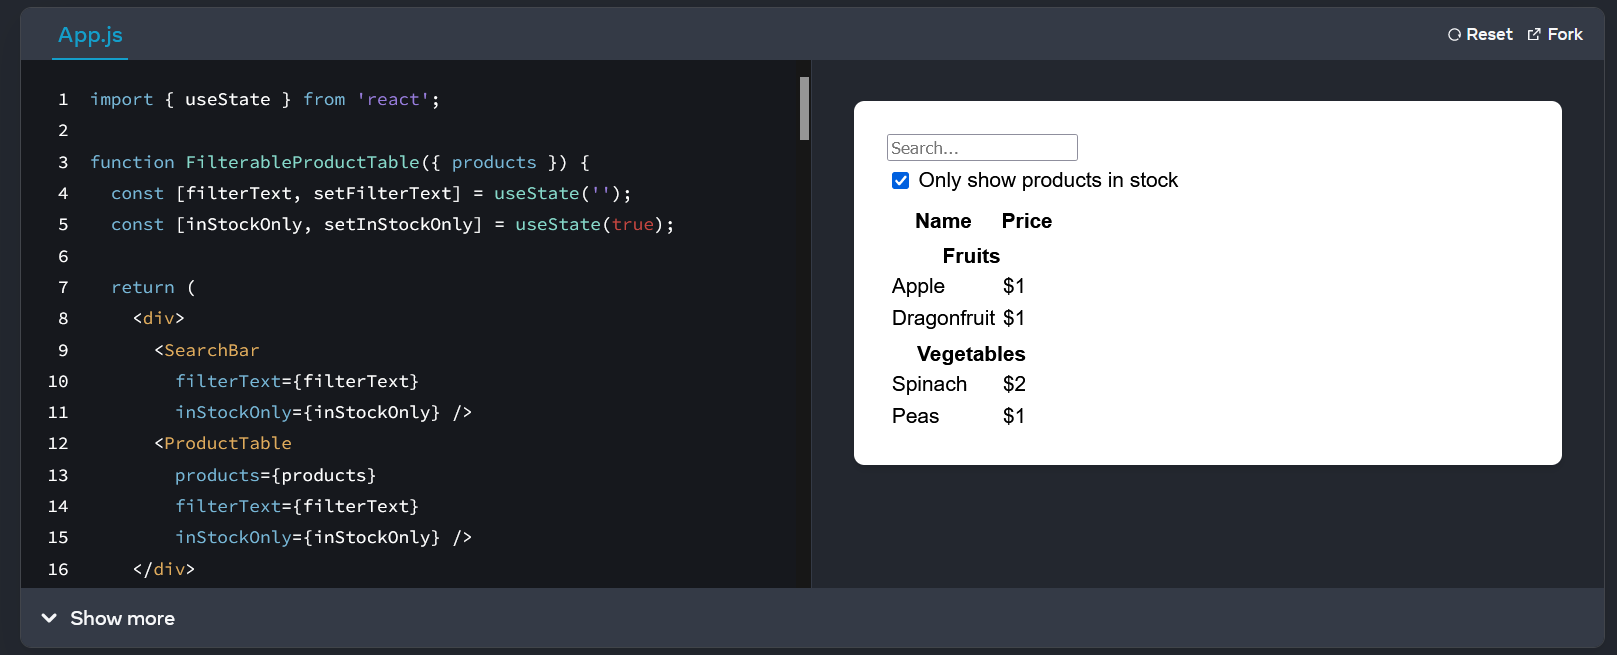 App.js
Reset Fork
1 import { useState } from 'react';
2
3 function FilterableProductTable({ products }) {
4 const [filterText, setFilterText] = useState('');
5 const [inStockOnly, setInStockOnly] = useState(true);
6
7 return (
8 <div>
9 <SearchBar
10 filterText={filterText}
11 inStockOnly={inStockOnly} />
12 <ProductTable
13 products={products}
14 filterText={filterText}
15 inStockOnly={inStockOnly} />
16 </div>
Search...
Only show products in stock
Name Price
Fruits
Apple $1
Dragonfruit $1
Vegetables
Spinach $2
Peas $1
Show more